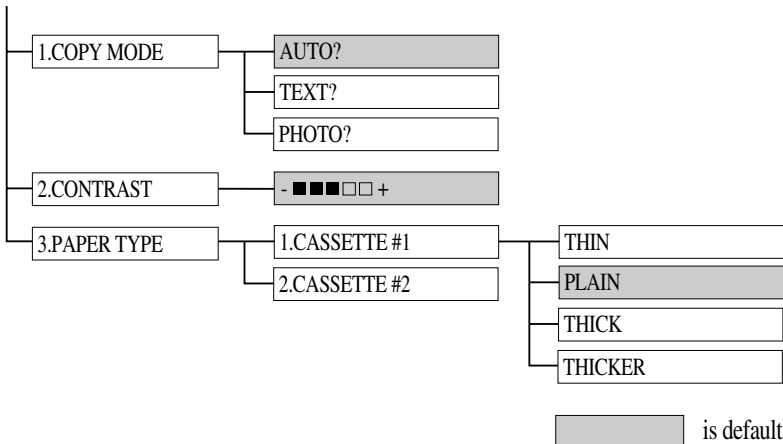 1.COPY MODE
AUTO?
TEXT?
PHOTO?
2.CONTRAST
- ■■■□□ +
3.PAPER TYPE
1.CASSETTE #1
2.CASSETTE #2
THIN
PLAIN
THICK
THICKER
is default